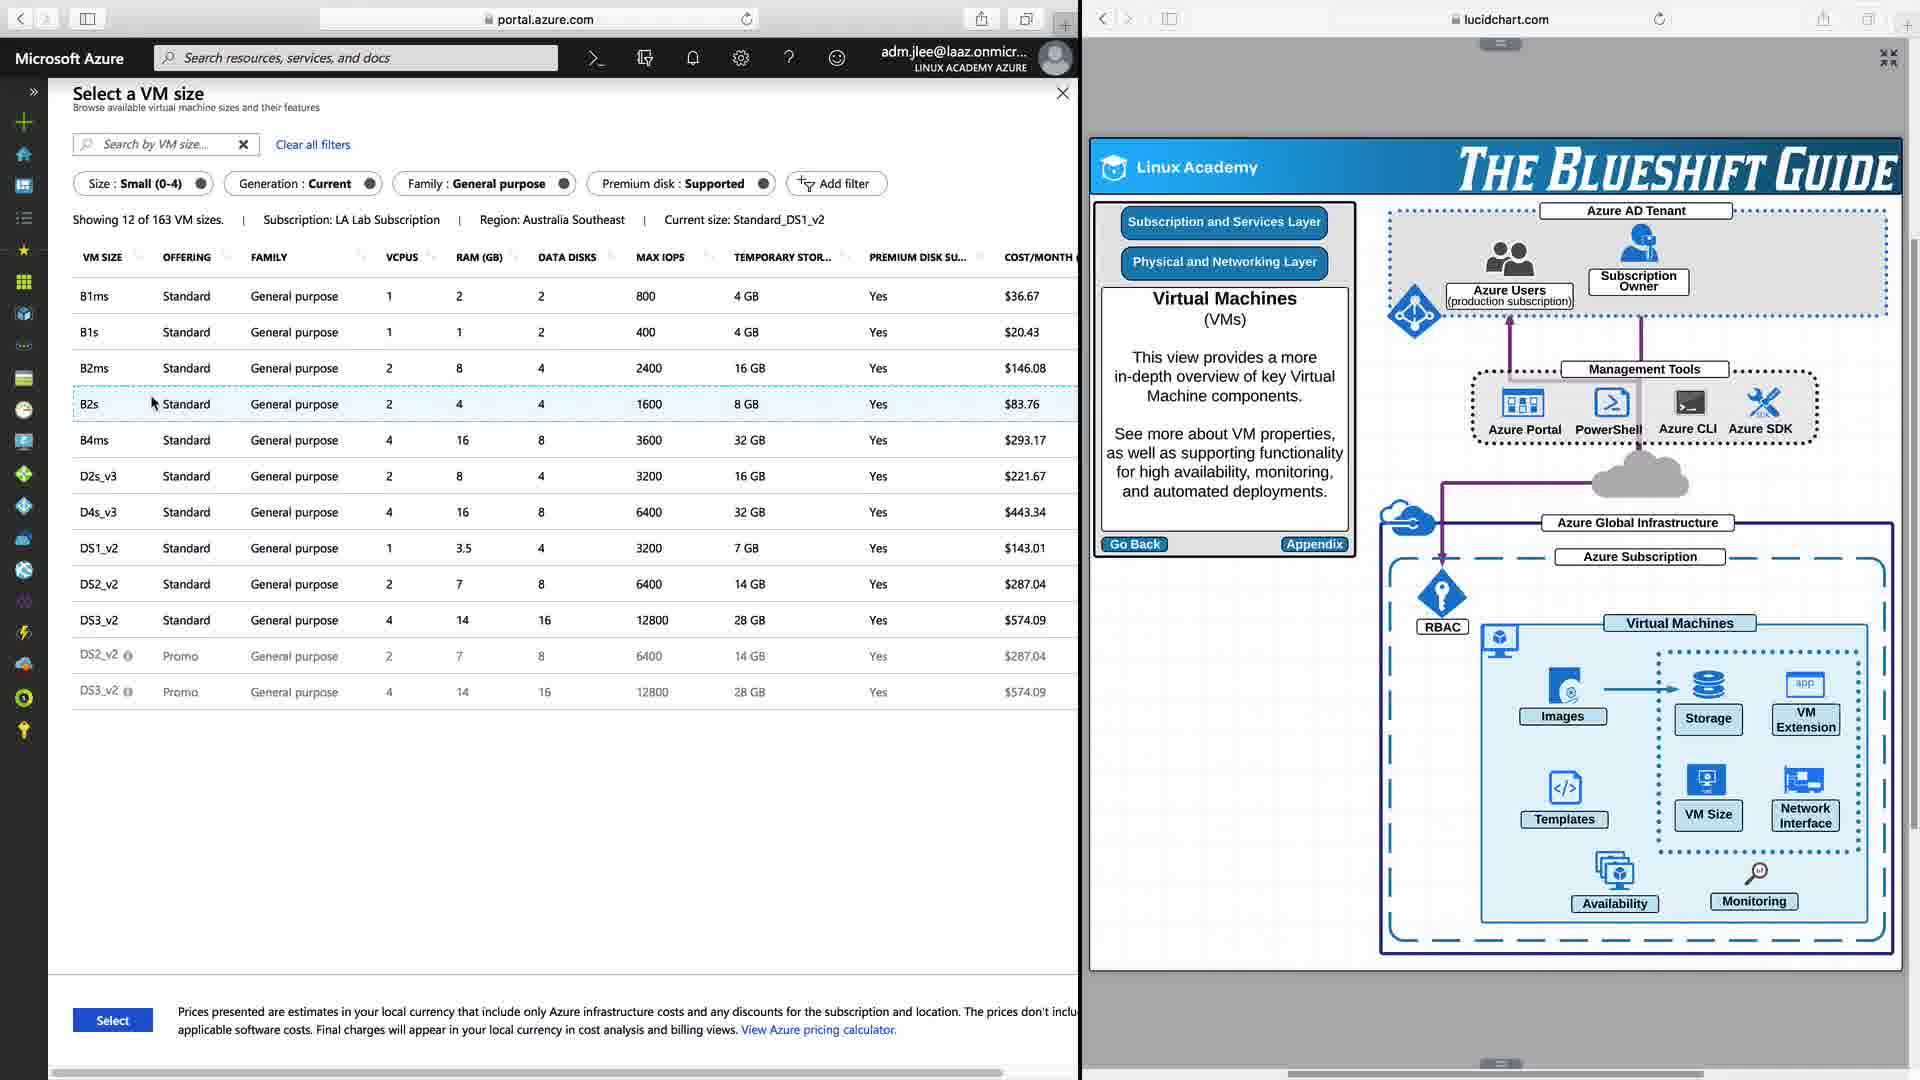 portal.azure.com
Microsoft Azure
Search resources, services, and docs
adm.jlee@laaz.onmicr...
LINUX ACADEMY AZURE
Select a VM size
Browse available virtual machine sizes and their features
Search by VM size...
Clear all filters
Size : Small (0-4)
Generation : Current
Family : General purpose
Premium disk : Supported
Add filter
Showing 12 of 163 VM sizes. | Subscription: LA Lab Subscription | Region: Australia Southeast | Current size: Standard_DS1_v2
VM SIZE OFFERING FAMILY VCPUS RAM (GB) DATA DISKS MAX IOPS TEMPORARY STOR... PREMIUM DISK SU... COST/MONTH (
B1ms Standard General purpose 1 2 2 800 4 GB Yes $36.67
B1s Standard General purpose 1 1 2 400 4 GB Yes $20.43
B2ms Standard General purpose 2 8 4 2400 16 GB Yes $146.08
B2s Standard General purpose 2 4 4 1600 8 GB Yes $83.76
B4ms Standard General purpose 4 16 8 3600 32 GB Yes $293.17
D2s_v3 Standard General purpose 2 8 4 3200 16 GB Yes $221.67
D4s_v3 Standard General purpose 4 16 8 6400 32 GB Yes $443.34
DS1_v2 Standard General purpose 1 3.5 4 3200 7 GB Yes $143.01
DS2_v2 Standard General purpose 2 7 8 6400 14 GB Yes $287.04
DS3_v2 Standard General purpose 4 14 16 12800 28 GB Yes $574.09
DS2_v2 Promo General purpose 2 7 8 6400 14 GB Yes $287.04
DS3_v2 Promo General purpose 4 14 16 12800 28 GB Yes $574.09
Select
Prices presented are estimates in your local currency that include only Azure infrastructure costs and any discounts for the subscription and location. The prices don't inclu
applicable software costs. Final charges will appear in your local currency in cost analysis and billing views. View Azure pricing calculator.
lucidchart.com
Linux Academy
THE BLUESHIFT GUIDE
Subscription and Services Layer
Physical and Networking Layer
Virtual Machines
(VMs)
This view provides a more
in-depth overview of key Virtual
Machine components.
See more about VM properties,
as well as supporting functionality
for high availability, monitoring,
and automated deployments.
Go Back
Appendix
Azure AD Tenant
Azure Users
(production subscription)
Subscription
Owner
Management Tools
Azure Portal
PowerShell
Azure CLI
SDK
Azure SDK
Azure Global Infrastructure
Azure Subscription
RBAC
Virtual Machines
Images
Storage
app
VM
Extension
Templates
VM Size
Network
Interface
Availability
Monitoring